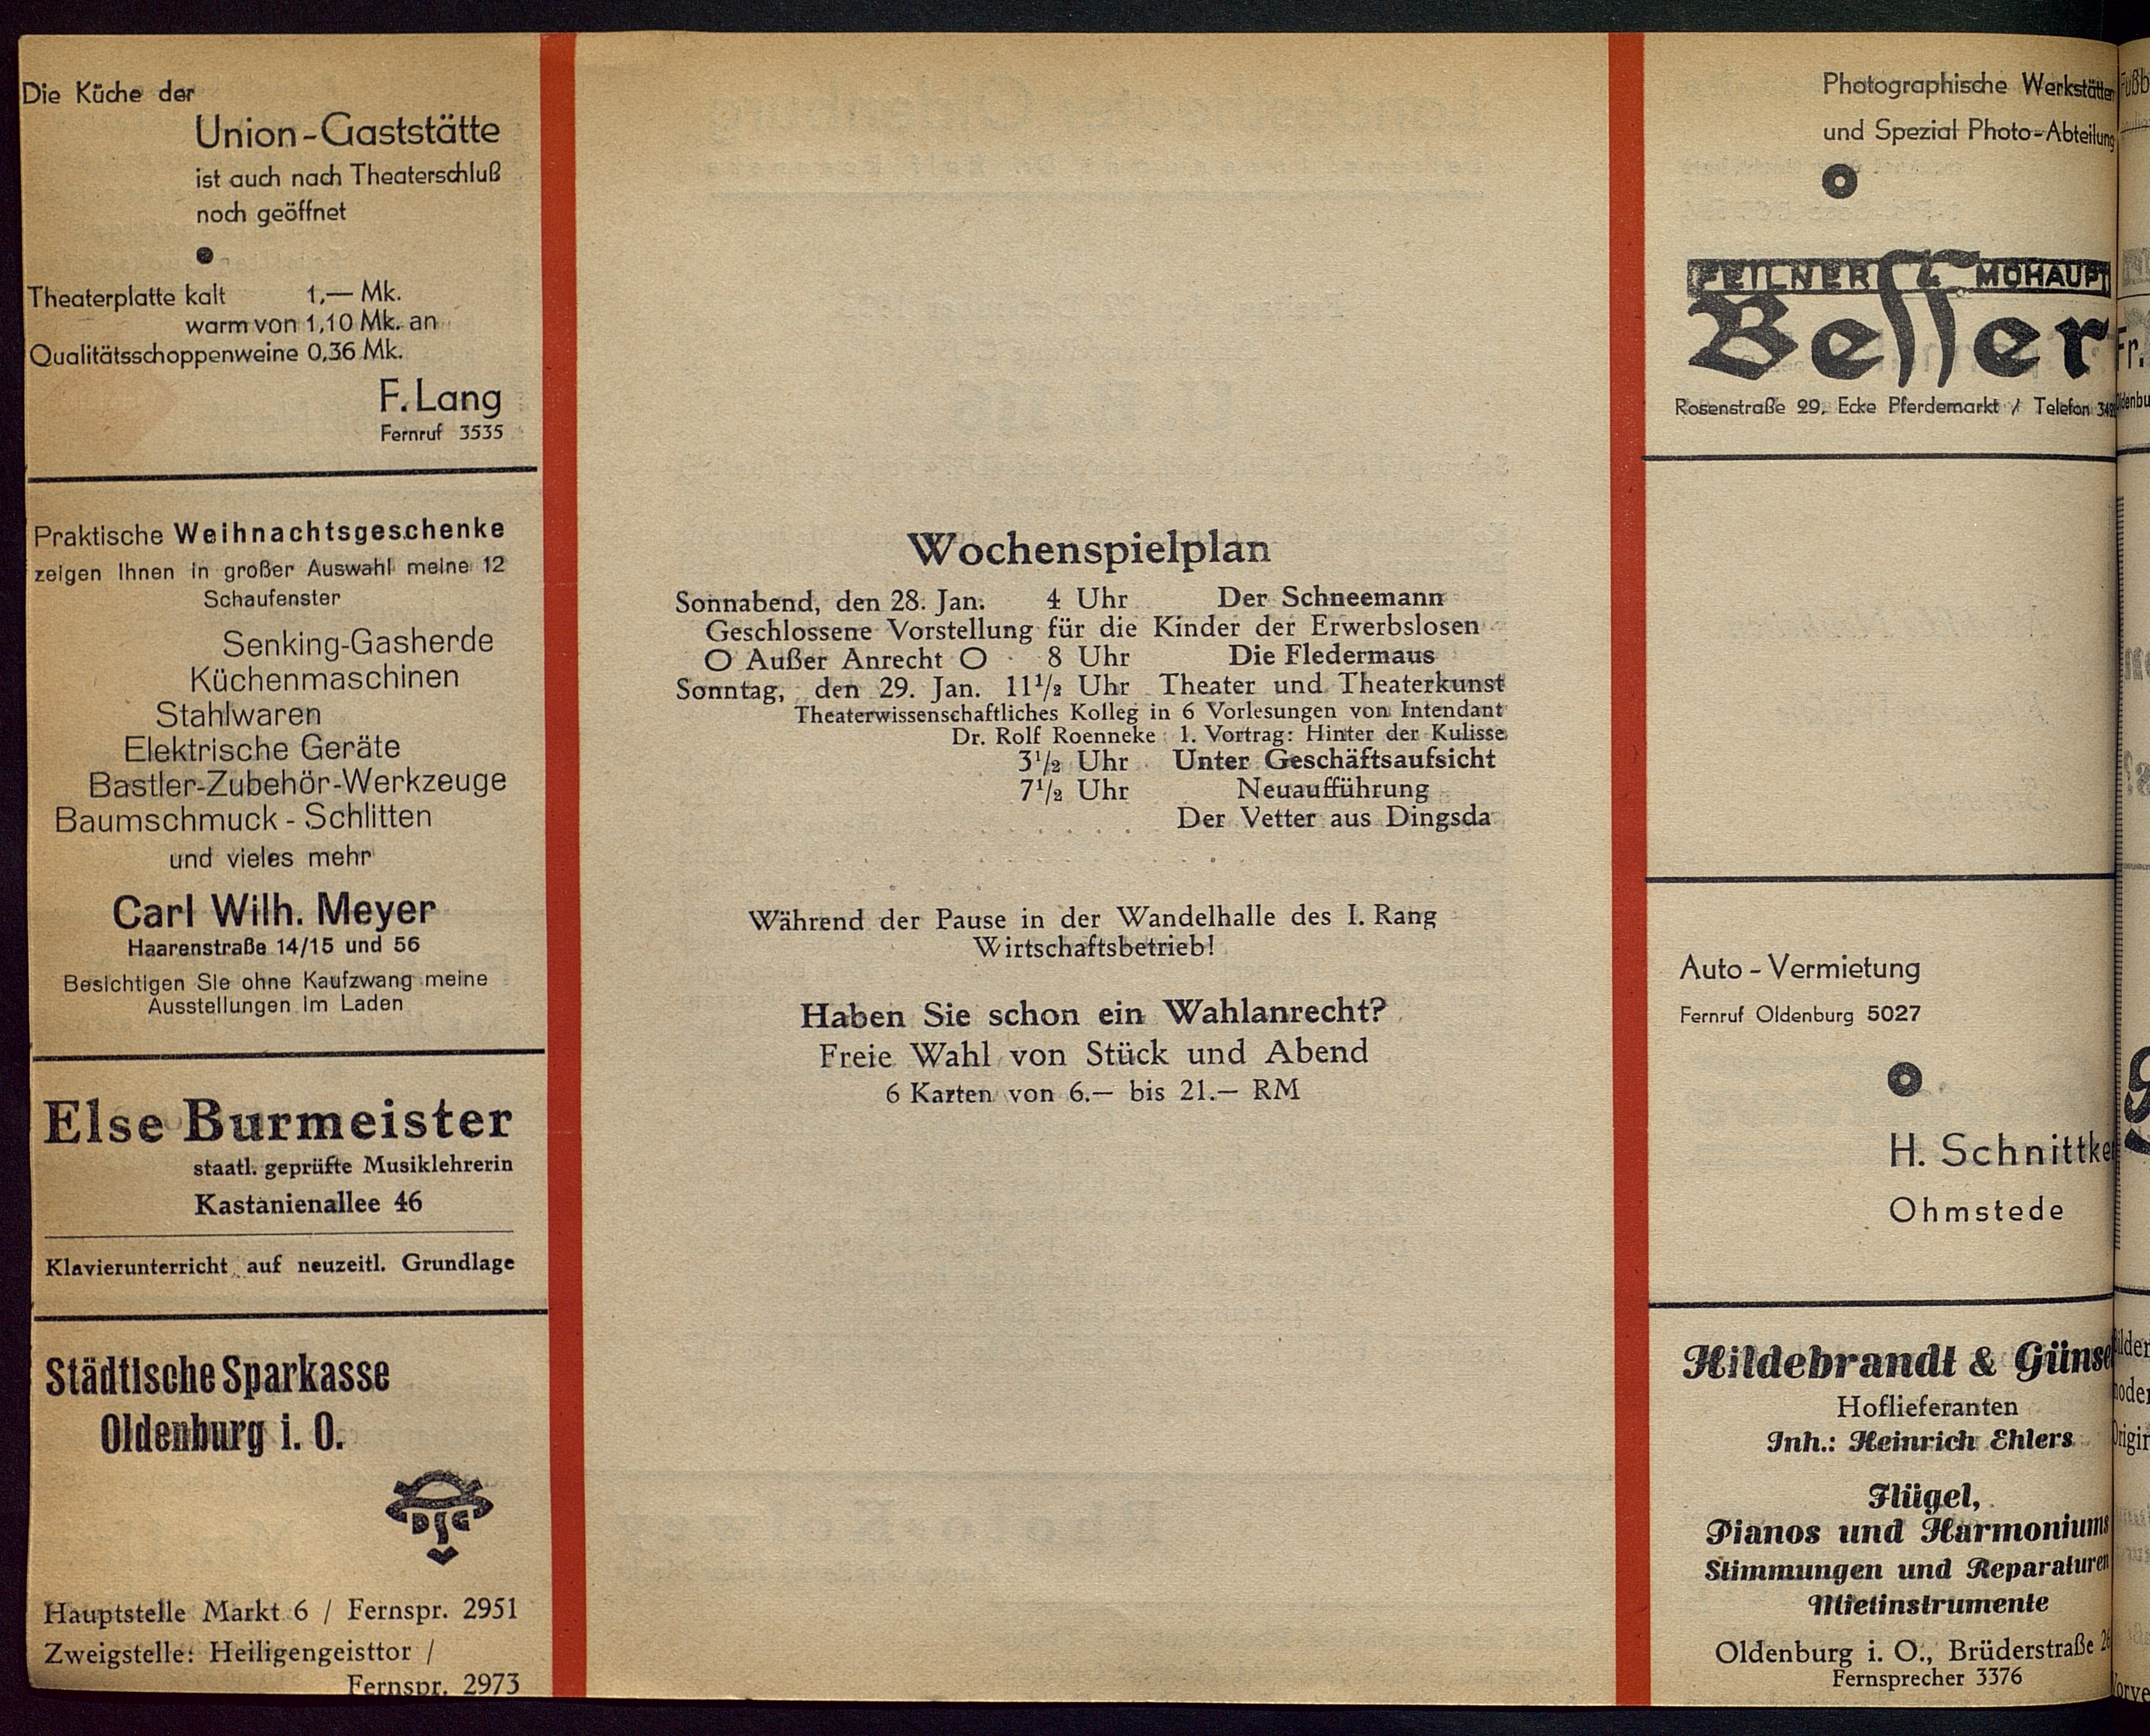 Die Küche der
Union-Gaststätte
ist auch nach Theaterschluß
noch geöffnet
Theaterplatte kalt 1,— Mk.
warm von 1,10 Mk. an
Qualitätsschoppenweine 0,36 Mk.
F. Lang
Fernruf 3535
Praktische Weihnachtsgeschenke
zeigen Ihnen in großer Auswahl meine 12
Schaufenster
Senking-Gasherde
Küchenmaschinen
Stahlwaren
Elektrische Geräte
Bastler-Zubehör-Werkzeuge
Baumschmuck - Schlitten
und vieles mehr
Carl Wilh. Meyer
Haarenstraße 14/15 und 56
Besichtigen Sie ohne Kaufzwang meine
Ausstellungen im Laden
Else Burmeister
staatl. geprüfte Musiklehrerin
Kastanienallee 46
Klavierunterricht auf neuzeitl. Grundlage
Städtische Sparkasse
Oldenburg i. O.
Hauptstelle Markt 6 / Fernspr. 2951
Zweigstelle: Heiligengeisttor /
Fernspr. 2973
Wochenspielplan
Sonnabend, den 28. Jan. 4 Uhr Der Schneemann
Geschlossene Vorstellung für die Kinder der Erwerbslosen
O Außer Anrecht O 8 Uhr Die Fledermaus
Sonntag, den 29. Jan. 11½ Uhr Theater und Theaterkunst
Theaterwissenschaftliches Kolleg in 6 Vorlesungen von Intendant
Dr. Rolf Roenneke 1. Vortrag: Hinter der Kulisse
3½ Uhr Unter Geschäftsaufsicht
7½ Uhr Neuaufführung
Der Vetter aus Dingsda
Während der Pause in der Wandelhalle des I. Rang
Wirtschaftsbetrieb!
Haben Sie schon ein Wahlanrecht?
Freie Wahl von Stück und Abend
6 Karten von 6.— bis 21.— RM
Photographische Werkstätten
und Spezial Photo-Abteilung
FEILNER & MOHAUPT
Besser
Rosenstraße 29, Ecke Pferdemarkt / Telefon
Auto - Vermietung
Fernruf Oldenburg 5027
H. Schnittke
Ohmstede
Hildebrandt & Günse
Hoflieferanten
Inh.: Heinrich Ehlers
Flügel,
Pianos und Harmoniums
Stimmungen und Reparaturen
Mietinstrumente
Oldenburg i. O., Brüderstraße
Fernsprecher 3376